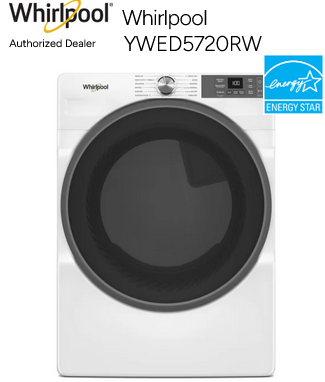 Whirlpool
Authorized Dealer
Whirlpool
YWED5720RW
energy
ENERGY STAR
Whirlpool